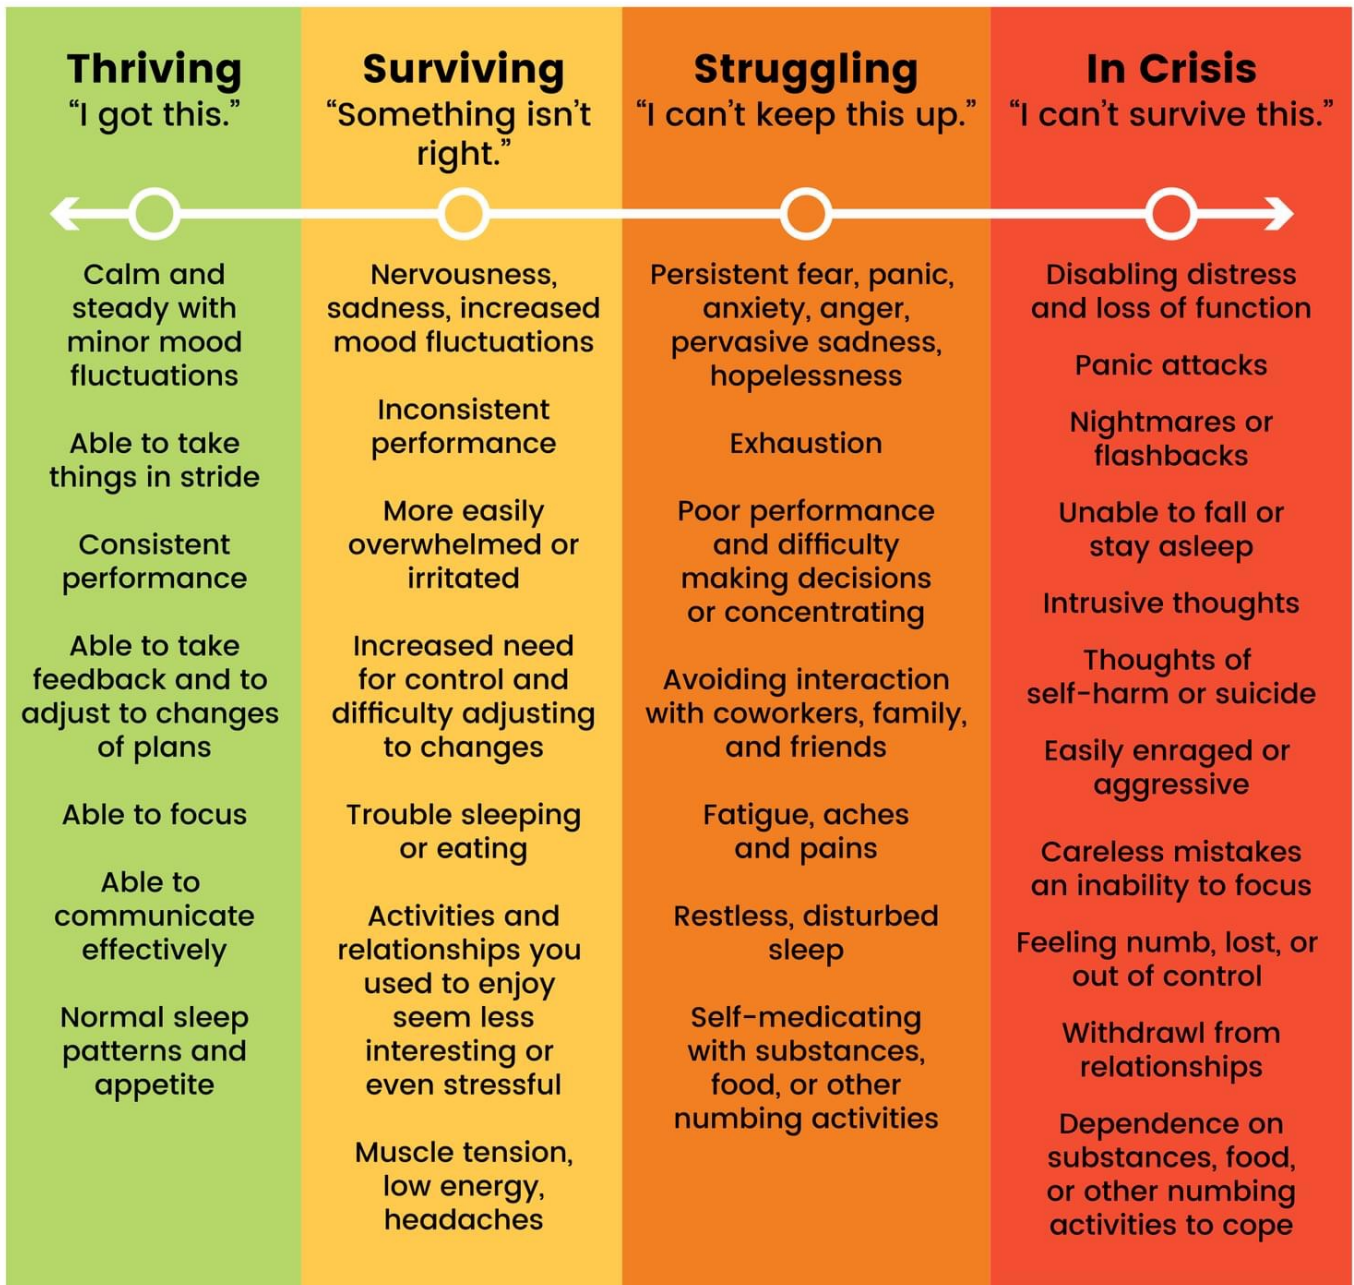 Thriving
“I got this.”
Calm and
steady with
minor mood
fluctuations
Able to take
things in stride
Consistent
performance
Able to take
feedback and to
adjust to changes
of plans
Able to focus
Able to
communicate
effectively
Normal sleep
patterns and
appetite
Surviving
“Something isn’t
right.”
Nervousness,
sadness, increased
mood fluctuations
Inconsistent
performance
More easily
overwhelmed or
irritated
Increased need
for control and
difficulty adjusting
to changes
Trouble sleeping
or eating
Activities and
relationships you
used to enjoy
seem less
interesting or
even stressful
Muscle tension,
low energy,
headaches
Struggling
“I can’t keep this up.”
Persistent fear, panic,
anxiety, anger,
pervasive sadness,
hopelessness
Exhaustion
Poor performance
and difficulty
making decisions
or concentrating
Avoiding interaction
with coworkers, family,
and friends
Fatigue, aches
and pains
Restless, disturbed
sleep
Self-medicating
with substances,
food, or other
numbing activities
In Crisis
“I can’t survive this.”
Disabling distress
and loss of function
Panic attacks
Nightmares or
flashbacks
Unable to fall or
stay asleep
Intrusive thoughts
Thoughts of
self-harm or suicide
Easily enraged or
aggressive
Careless mistakes
an inability to focus
Feeling numb, lost, or
out of control
Withdrawl from
relationships
Dependence on
substances, food,
or other numbing
activities to cope